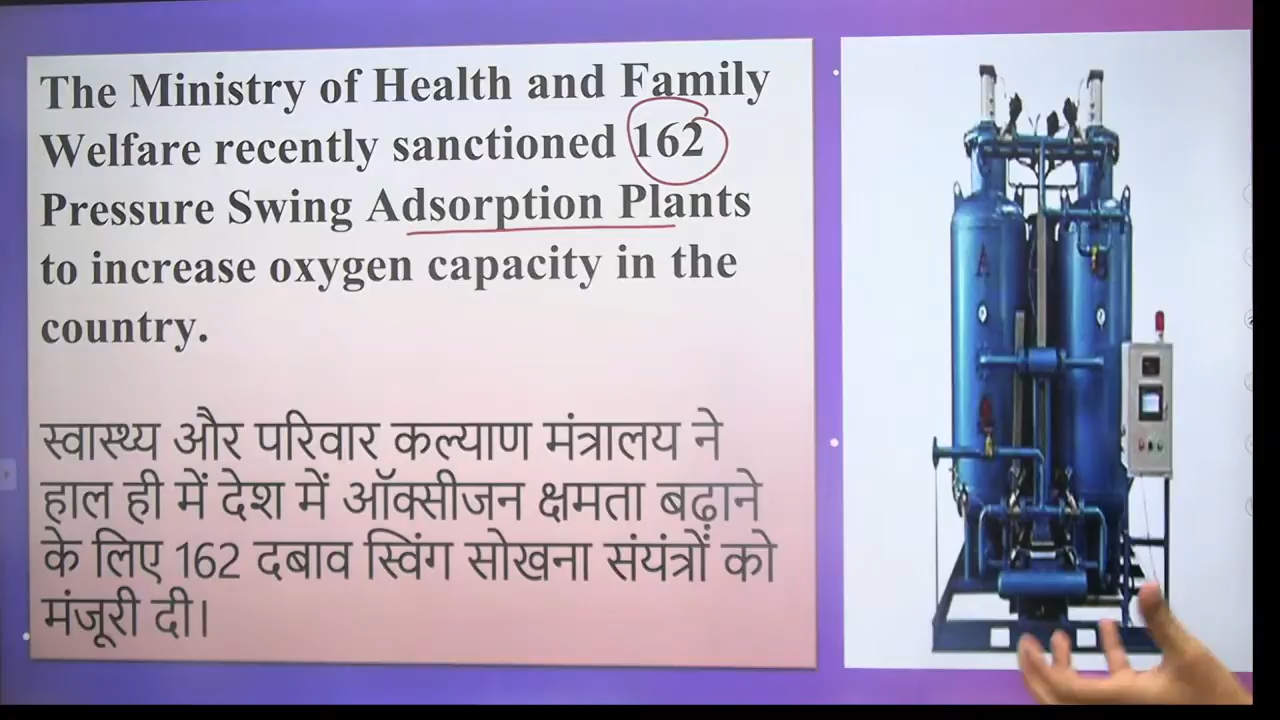 The Ministry of Health and Family
Welfare recently sanctioned 162
Pressure Swing Adsorption Plants
to increase oxygen capacity in the
country.
स्वास्थ्य और परिवार कल्याण मंत्रालय ने
हाल ही में देश में ऑक्सीजन क्षमता बढ़ाने
के लिए 162 दबाव स्विंग सोखना संयंत्रों को
मंजूरी दी।
A